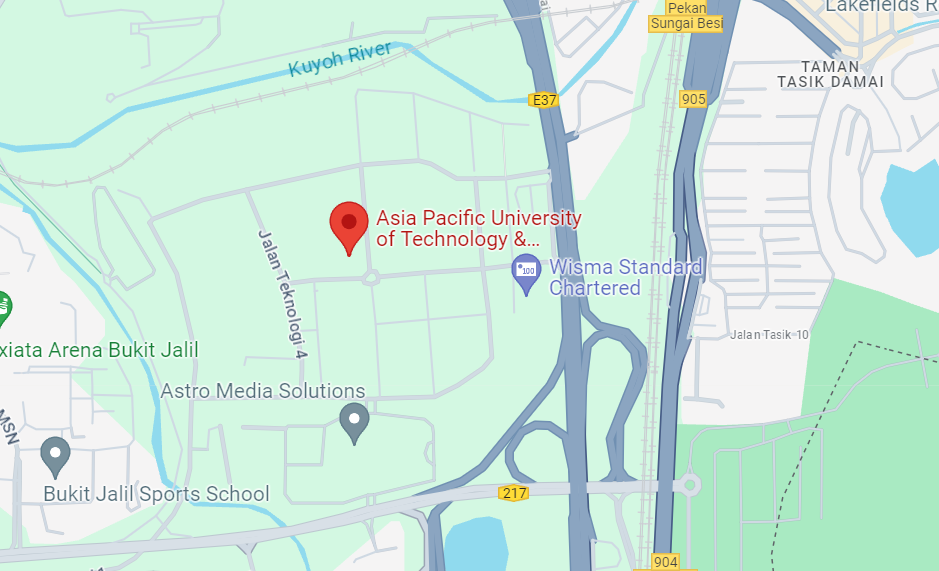 Pekan
Sungai Besi
Lakefields R
TAMAN
TASIK DAMAI
Kuyoh River
E37
905
Asia Pacific University
of Technology &...
Jalan Teknologi 4
100
Wisma Standard
Chartered
Jalan Tasik 10
xiata Arena Bukit Jalil
Astro Media Solutions
MSN
Bukit Jalil Sports School
217
904